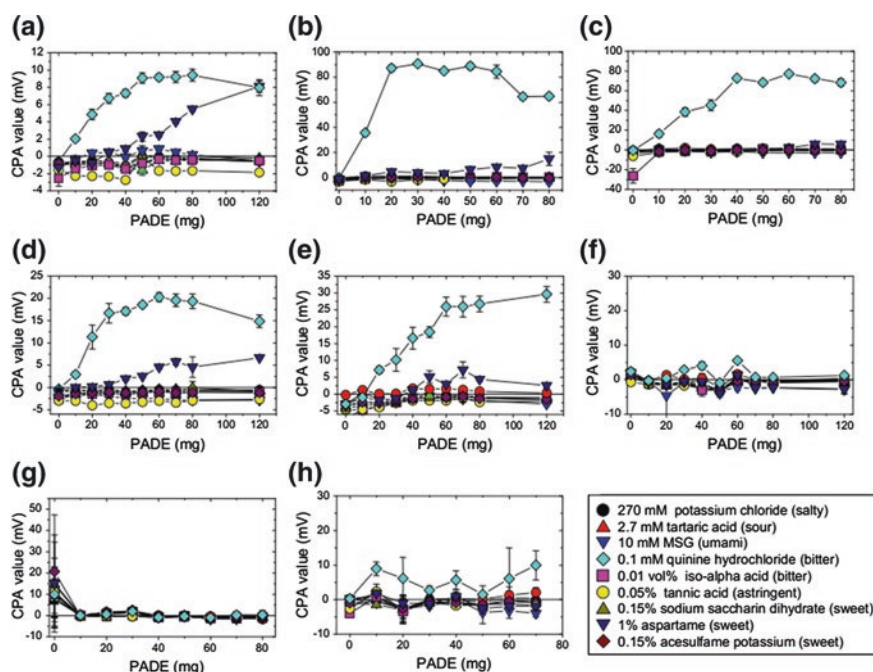 (a)
CPA value (mV)
12
10
8
6
4
2
0
-2
-4
0 20 40 60 80 100 120
PADE (mg)
(b)
CPA value (mV)
100
80
60
40
20
0
-20
0 10 20 30 40 50 60 70 80
PADE (mg)
(c)
CPA value (mV)
100
80
60
40
20
0
-20
-40
0 10 20 30 40 50 60 70 80
PADE (mg)
(d)
CPA value (mV)
25
20
15
10
5
0
-5
0 20 40 60 80 100 120
PADE (mg)
(e)
CPA value (mV)
35
30
25
20
15
10
5
0
-5
0 20 40 60 80 100 120
PADE (mg)
(f)
CPA value (mV)
30
20
10
0
-10
0 20 40 60 80 100 120
PADE (mg)
(g)
CPA value (mV)
50
40
30
20
10
0
0 20 40 60 80
PADE (mg)
(h)
CPA value (mV)
30
20
10
0
-10
0 20 40 60 80
PADE (mg)
270 mM potassium chloride (salty)
2.7 mM tartaric acid (sour)
10 mM MSG (umami)
0.1 mM quinine hydrochloride (bitter)
0.01 vol% iso-alpha acid (bitter)
0.05% tannic acid (astringent)
0.15% sodium saccharin dihydrate (sweet)
1% aspartame (sweet)
0.15% acesulfame potassium (sweet)